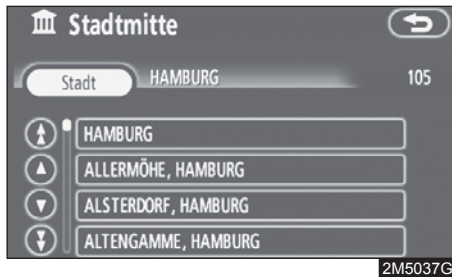 Stadtmitte
Stadt HAMBURG 105
HAMBURG
ALLERMÖHE, HAMBURG
ALSTERDORF, HAMBURG
ALTENGAMME, HAMBURG
2M5037G